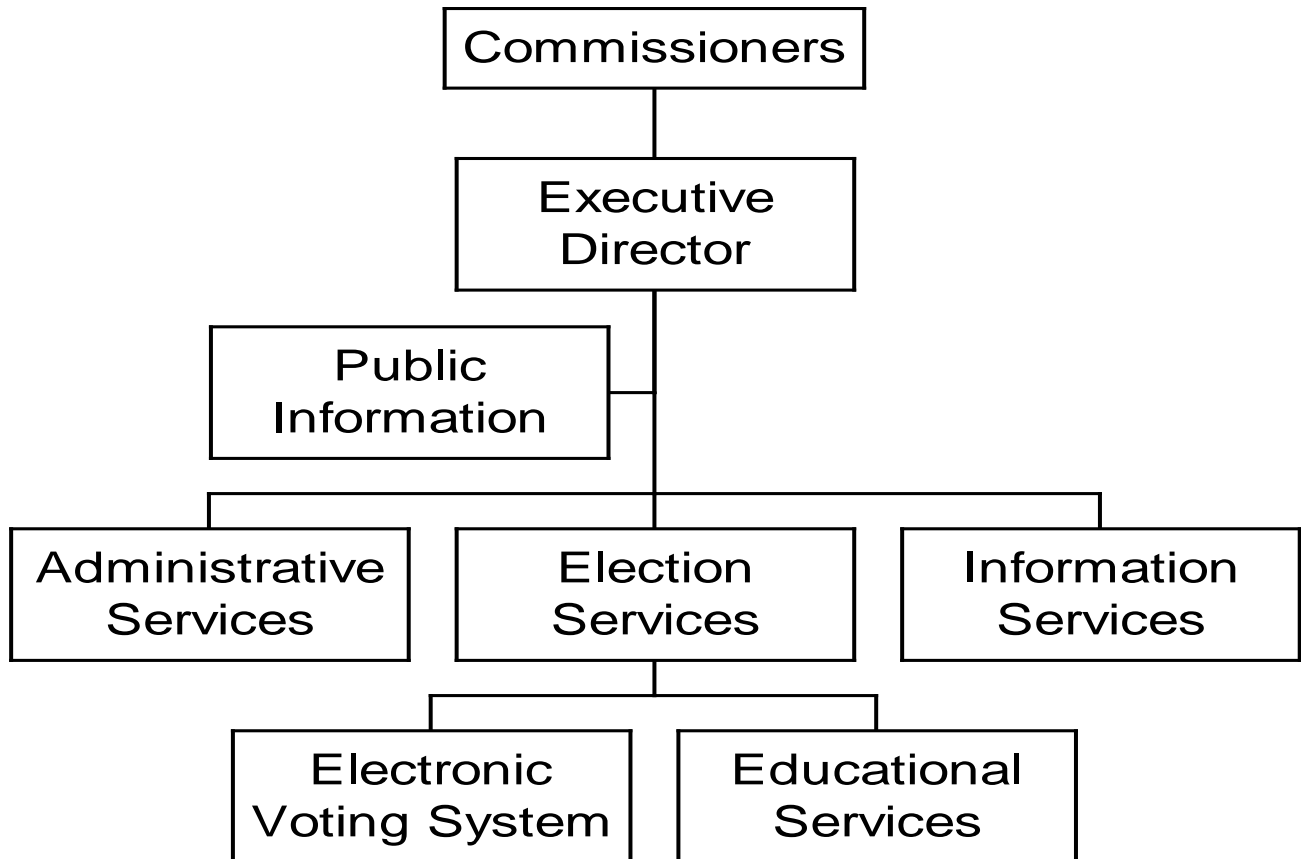 Commissioners
Executive
Director
Public
Information
Administrative
Services
Election
Services
Information
Services
Electronic
Voting System
Educational
Services